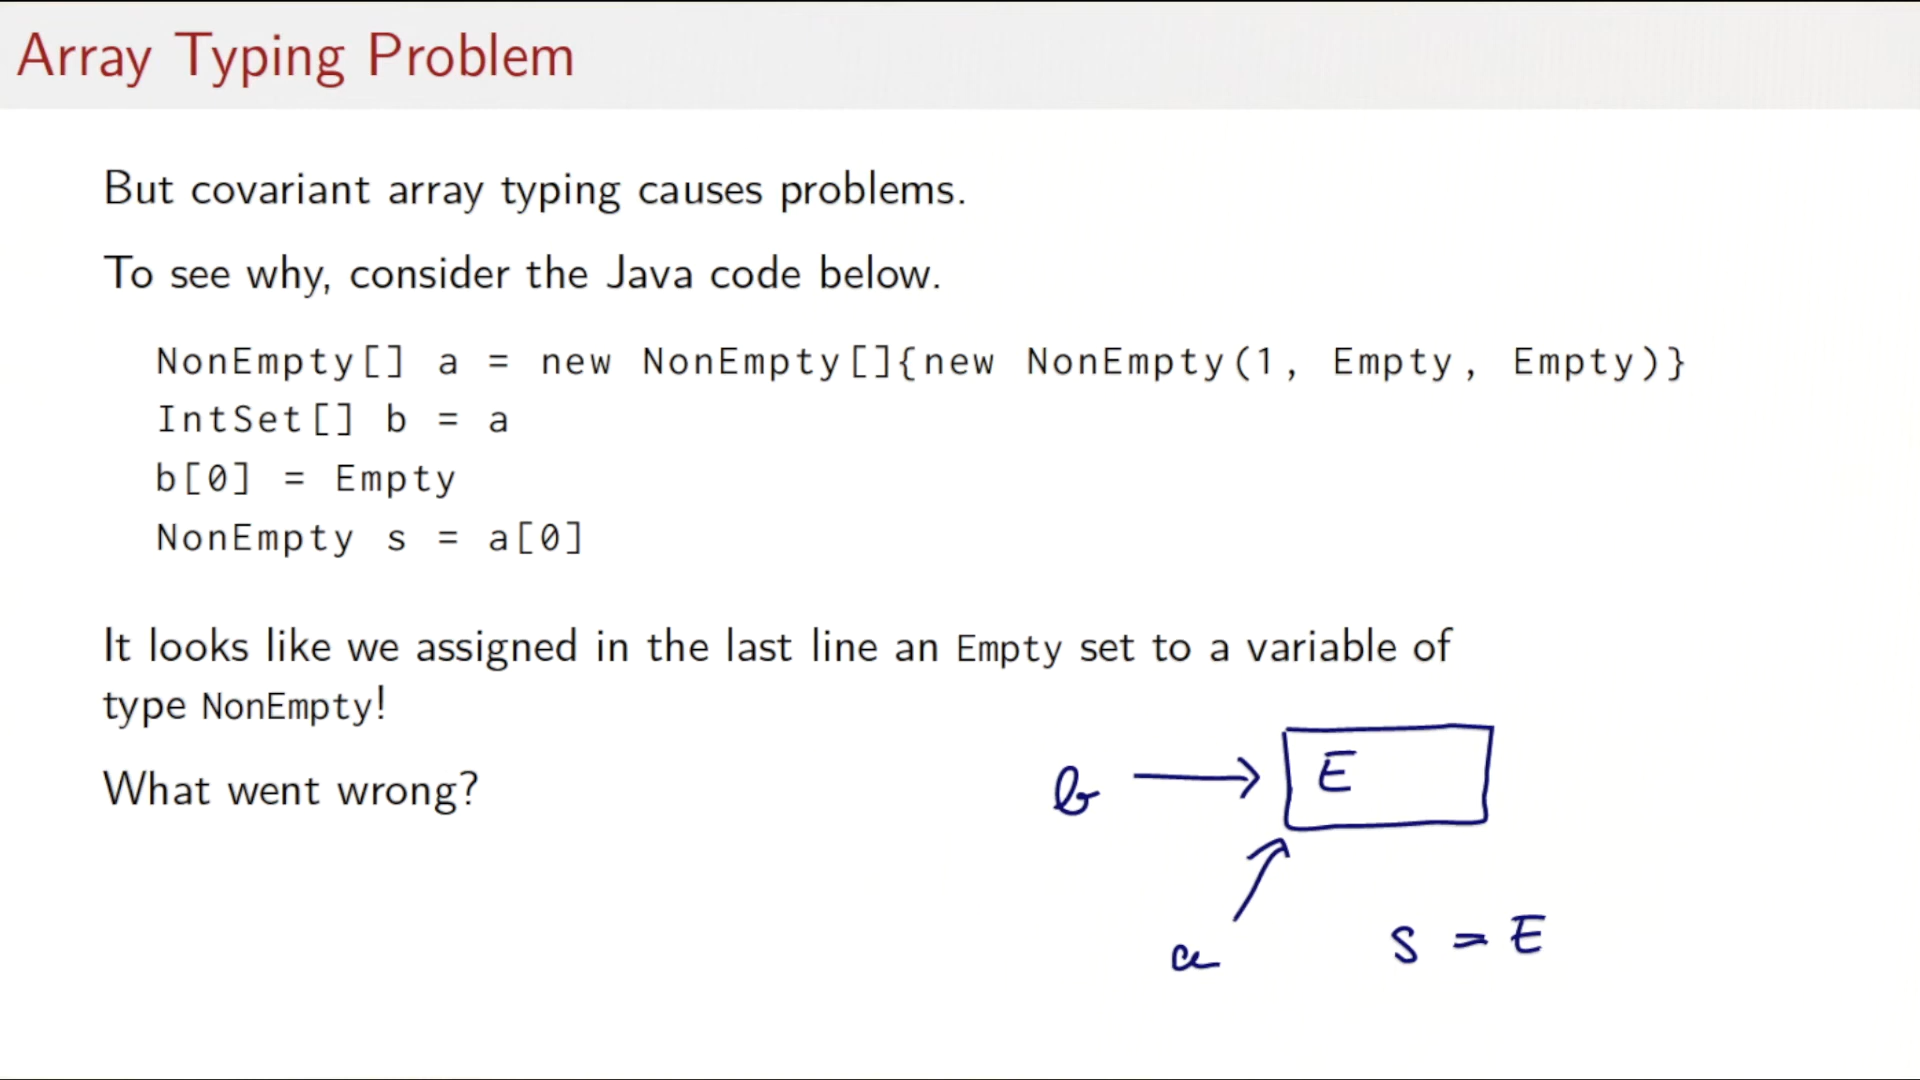 Array Typing Problem
But covariant array typing causes problems.
To see why, consider the Java code below.
NonEmpty[] a = new NonEmpty[]{new NonEmpty(1, Empty, Empty)}
IntSet[] b = a
b[0] = Empty
NonEmpty s = a[0]
It looks like we assigned in the last line an Empty set to a variable of
type NonEmpty!
What went wrong?
b → E
a
s = E